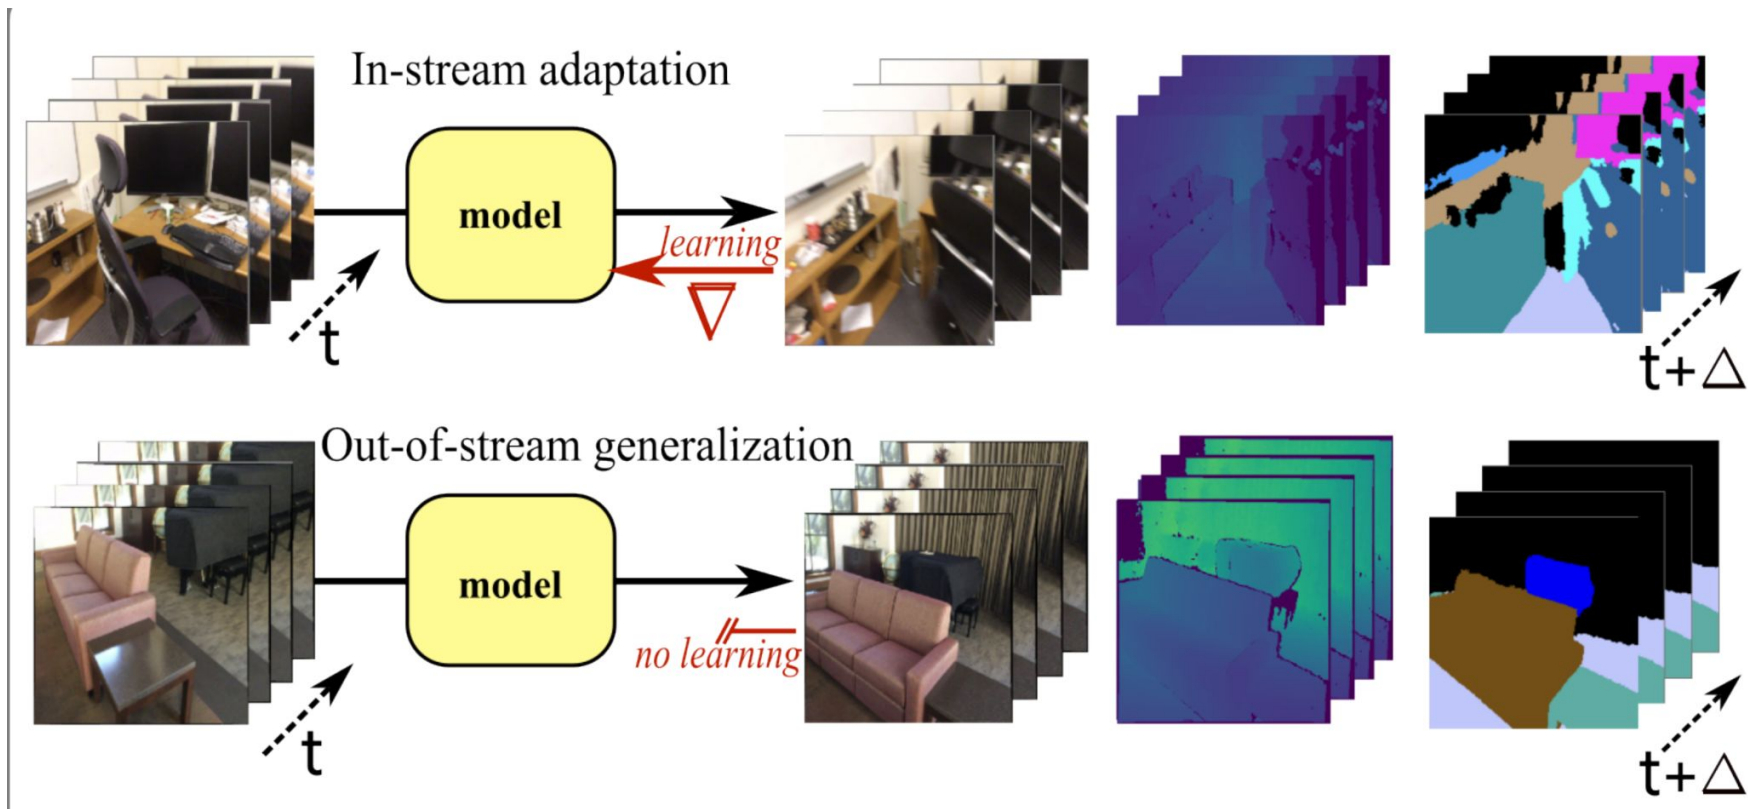 In-stream adaptation
model
learning
∇
t
t+△
Out-of-stream generalization
model
no learning
t
t+△